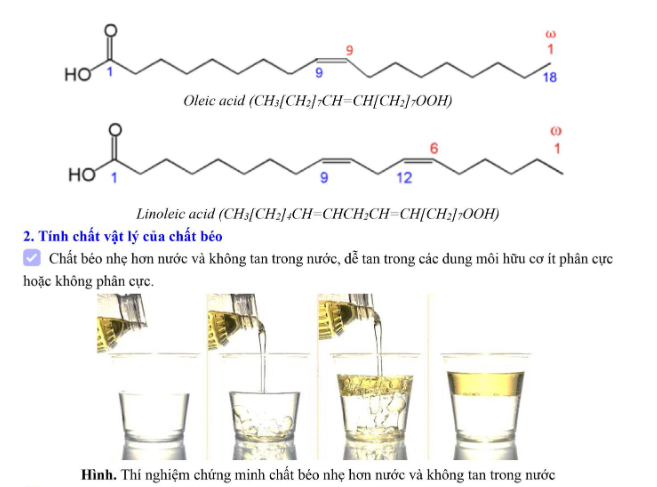 O
HO 1 9 9 ω 1 18
Oleic acid (CH₃[CH₂]₇CH=CH[CH₂]₇OOH)
O
HO 1 9 12 6 ω 1
Linoleic acid (CH₃[CH₂]₄CH=CHCH₂CH=CH[CH₂]₇OOH)
2. Tính chất vật lý của chất béo
Chất béo nhẹ hơn nước và không tan trong nước, dễ tan trong các dung môi hữu cơ ít phân cực
hoặc không phân cực.
Hình. Thí nghiệm chứng minh chất béo nhẹ hơn nước và không tan trong nước